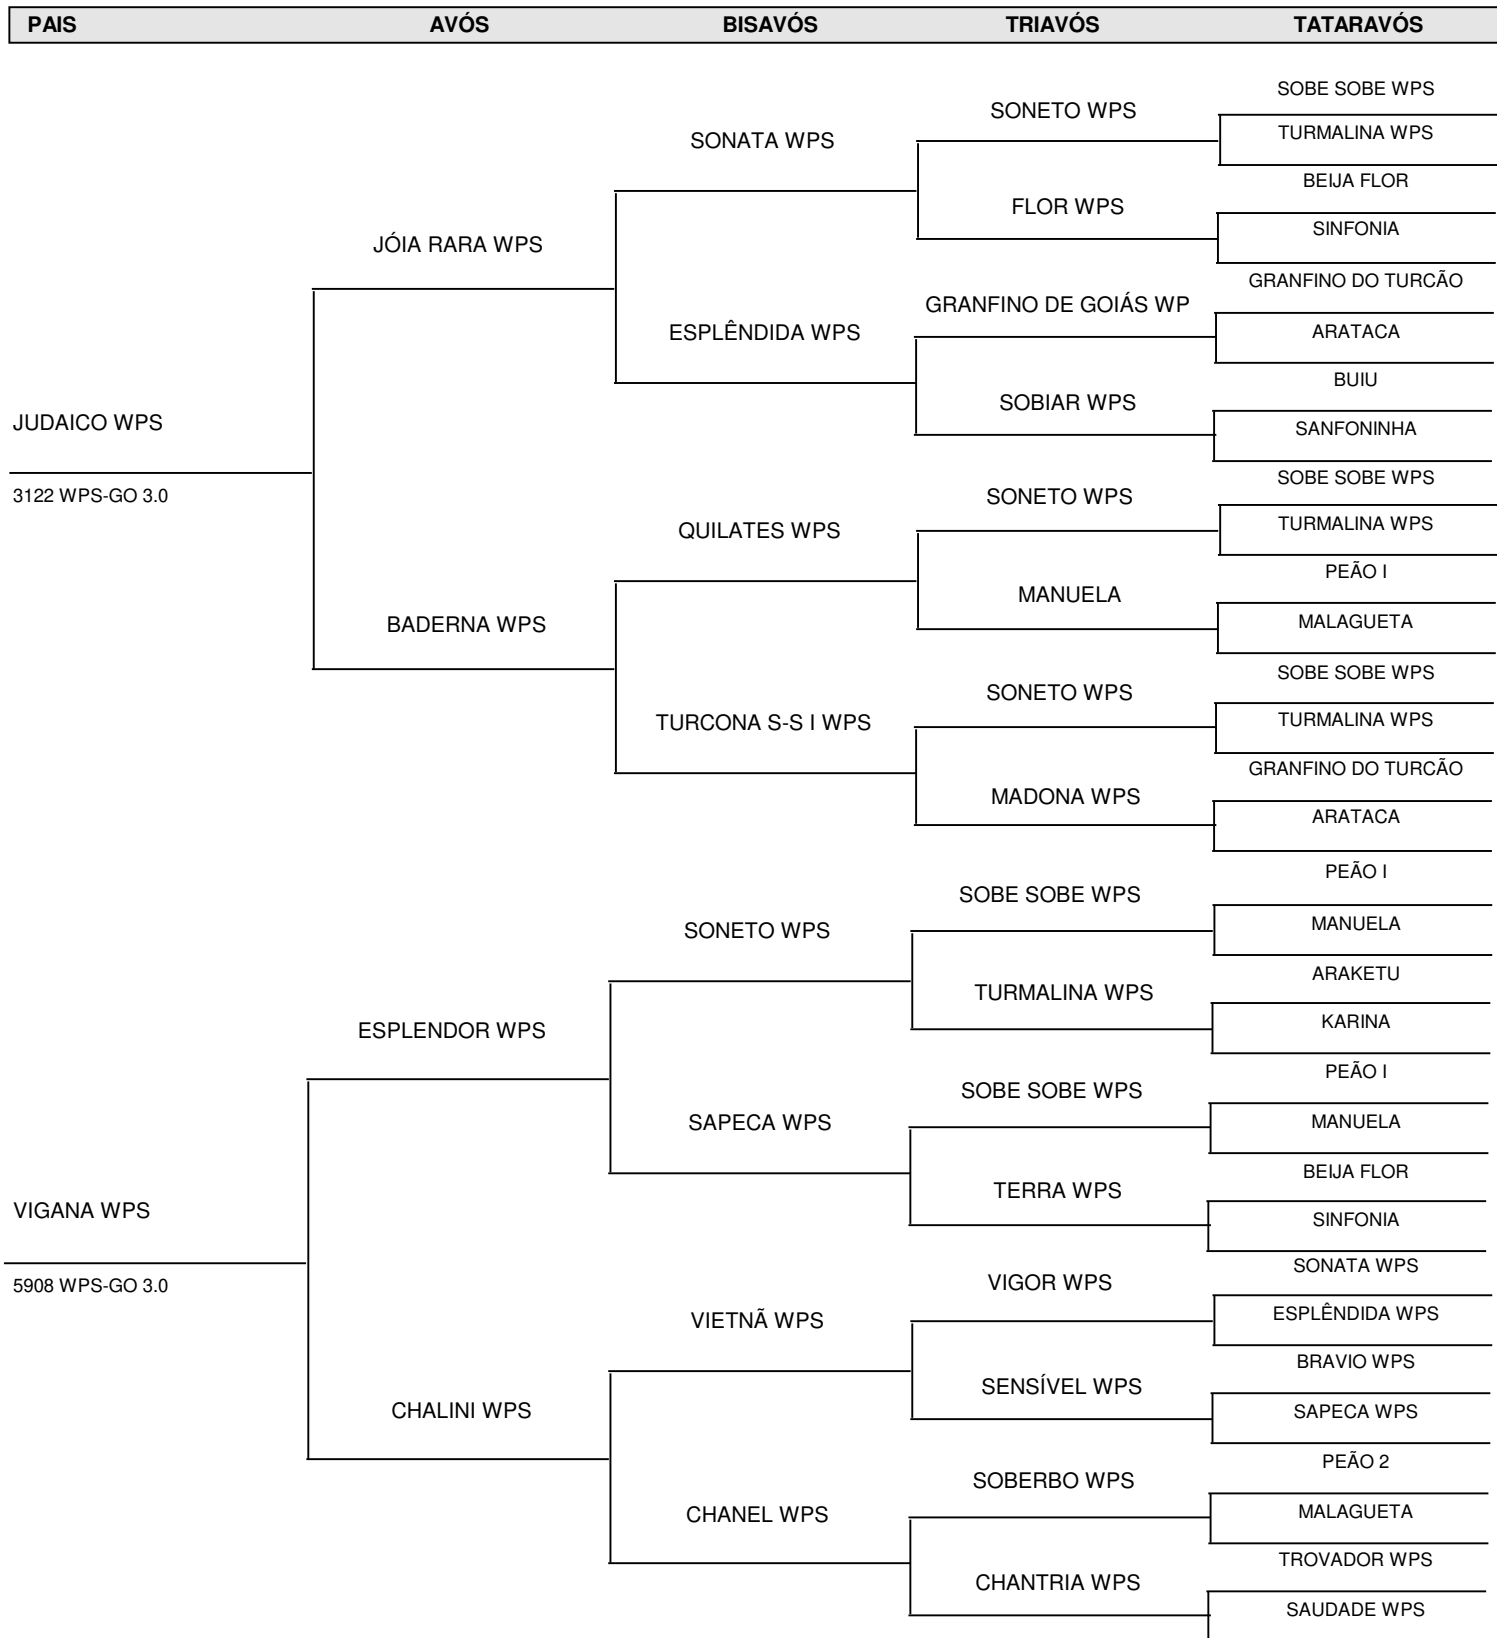 PAIS AVÓS BISAVÓS TRIAVÓS TATARAVÓS
SOBE SOBE WPS
SONETO WPS
TURMALINA WPS
SONATA WPS
BEIJA FLOR
FLOR WPS
SINFONIA
JÓIA RARA WPS
GRANFINO DO TURCÃO
GRANFINO DE GOIÁS WP
ARATACA
ESPLÊNDIDA WPS
BUIU
SOBIAR WPS
SANFONINHA
JUDAICO WPS
3122 WPS-GO 3.0
SOBE SOBE WPS
SONETO WPS
TURMALINA WPS
QUILATES WPS
PEÃO I
MANUELA
MALAGUETA
BADERNA WPS
SOBE SOBE WPS
SONETO WPS
TURMALINA WPS
TURCONA S-S I WPS
GRANFINO DO TURCÃO
MADONA WPS
ARATACA
PEÃO I
SOBE SOBE WPS
MANUELA
SONETO WPS
ARAKETU
TURMALINA WPS
KARINA
ESPLENDOR WPS
PEÃO I
SOBE SOBE WPS
MANUELA
SAPECA WPS
BEIJA FLOR
TERRA WPS
SINFONIA
VIGANA WPS
5908 WPS-GO 3.0
SONATA WPS
VIGOR WPS
ESPLÊNDIDA WPS
VIETNÃ WPS
BRAVIO WPS
SENSÍVEL WPS
SAPECA WPS
CHALINI WPS
PEÃO 2
SOBERBO WPS
MALAGUETA
CHANEL WPS
TROVADOR WPS
CHANTRIA WPS
SAUDADE WPS